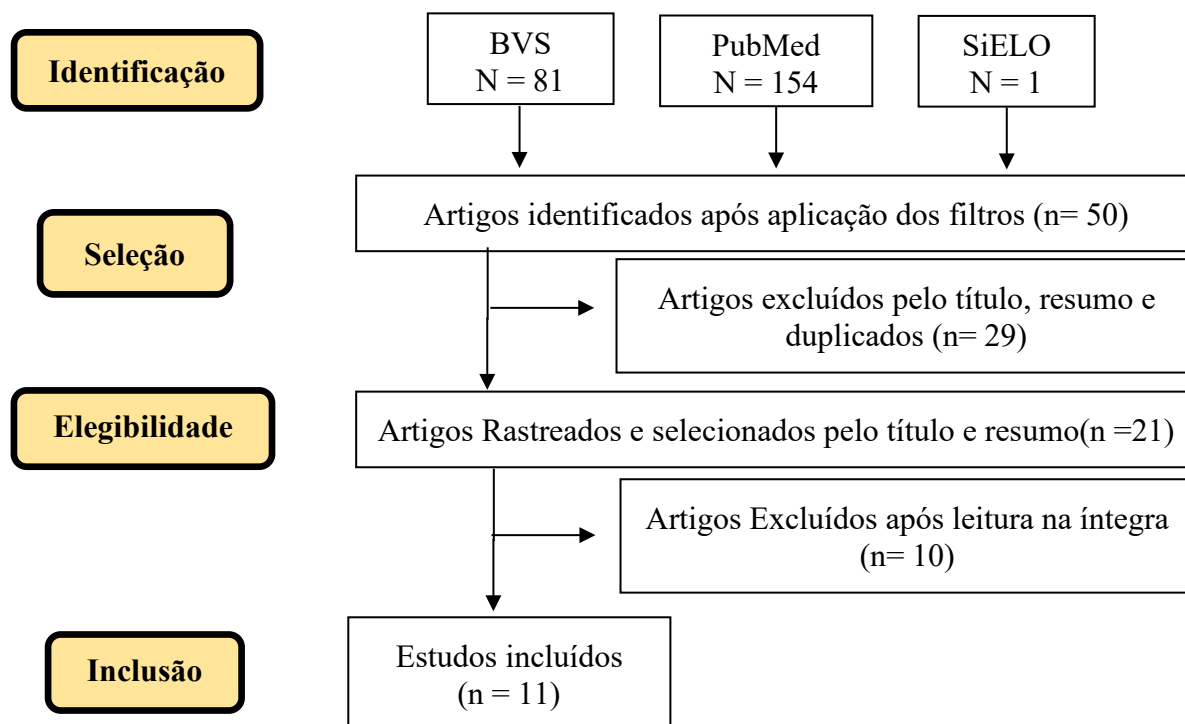 Identificação
BVS
N = 81
PubMed
N = 154
SiELO
N = 1
Seleção
Artigos identificados após aplicação dos filtros (n= 50)
Artigos excluídos pelo título, resumo e
duplicados (n= 29)
Elegibilidade
Artigos Rastreados e selecionados pelo título e resumo(n =21)
Artigos Excluídos após leitura na íntegra
(n= 10)
Inclusão
Estudos incluídos
(n = 11)